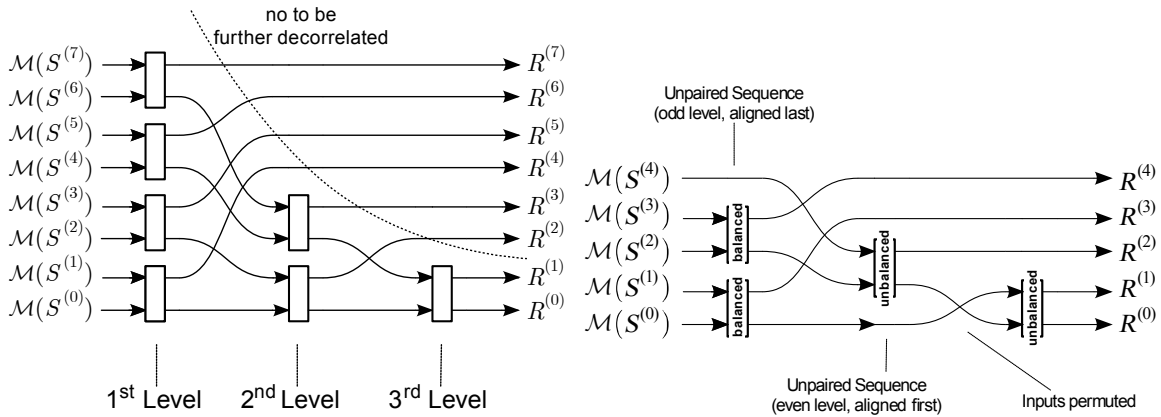 no to be
further decorrelated
M(S^(7)) R^(7)
M(S^(6)) R^(6)
M(S^(5)) R^(5)
M(S^(4)) R^(4)
M(S^(3)) R^(3)
M(S^(2)) R^(2)
M(S^(1)) R^(1)
M(S^(0)) R^(0)
1st Level 2nd Level 3rd Level
Unpaired Sequence
(odd level, aligned last)
M(S^(4)) R^(4)
M(S^(3)) R^(3)
M(S^(2)) R^(2)
M(S^(1)) R^(1)
M(S^(0)) R^(0)
balanced
balanced
unbalanced
unbalanced
Unpaired Sequence
(even level, aligned first)
Inputs permuted